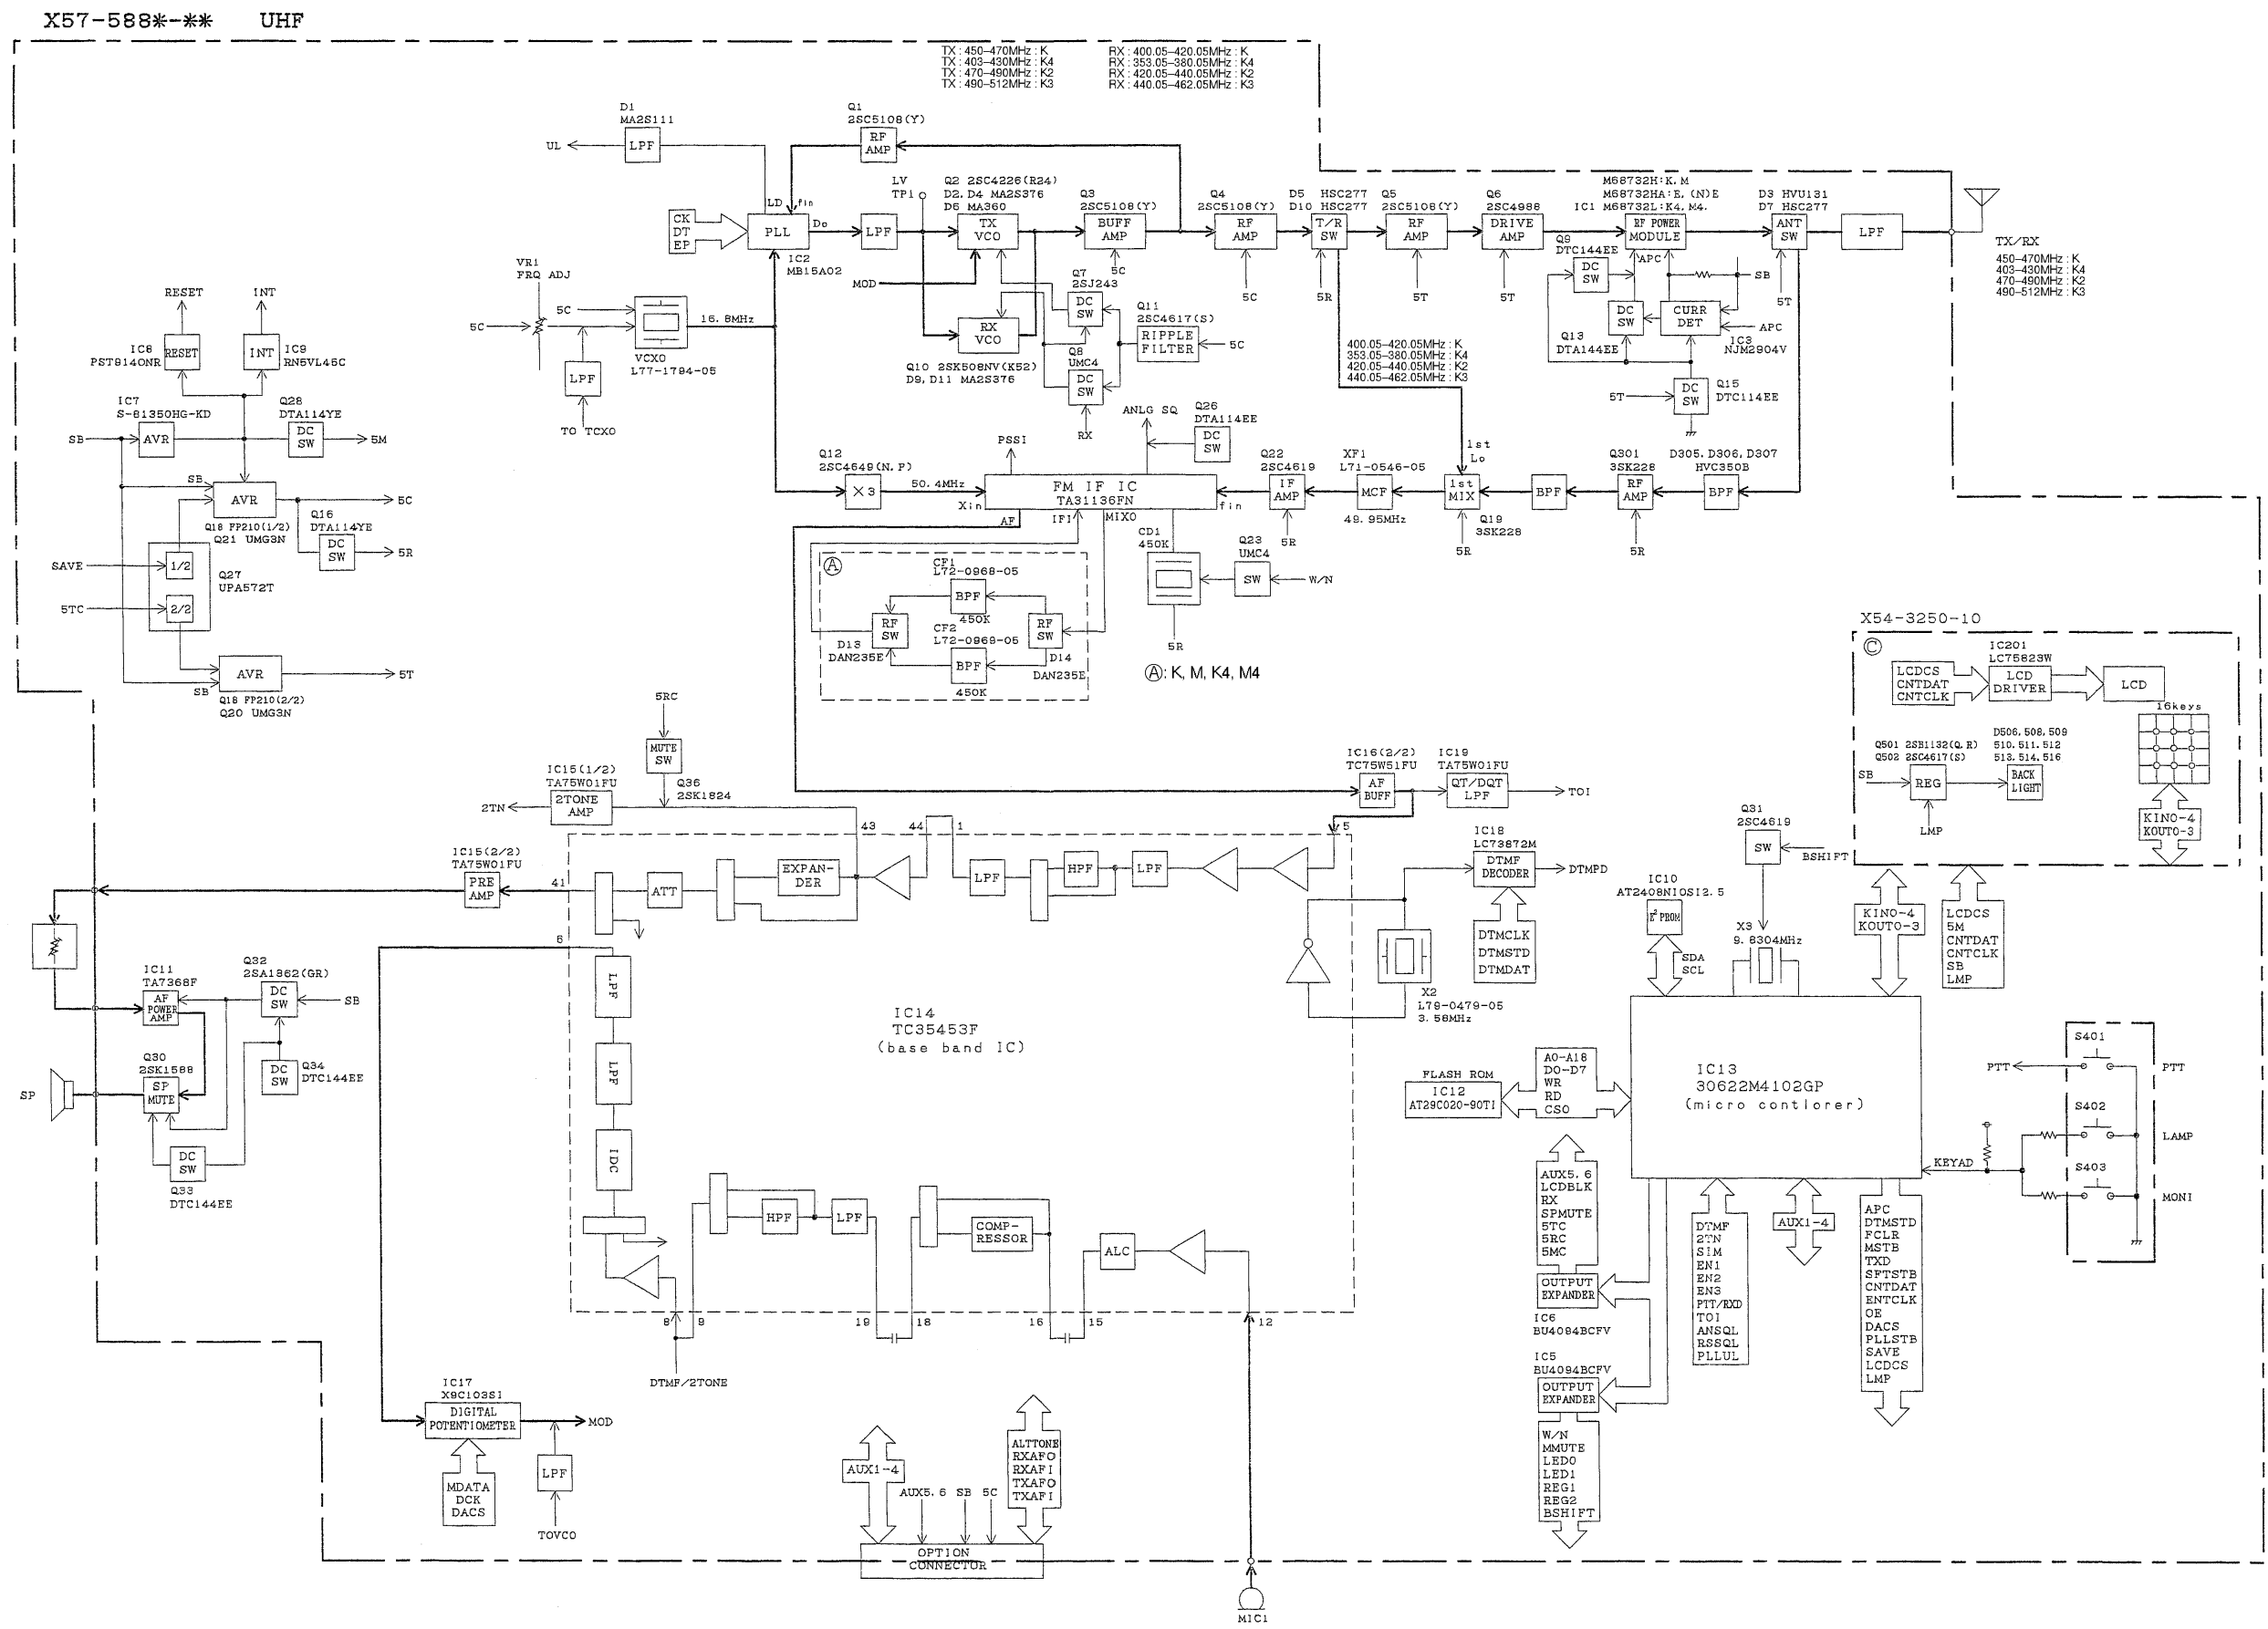 X57-588*-** UHF
TX : 450-470MHz : K
TX : 403-430MHz : K4
TX : 470-490MHz : K2
TX : 490-512MHz : K3
RX : 400.05-420.05MHz : K
RX : 353.05-380.05MHz : K4
RX : 420.05-440.05MHz : K2
RX : 440.05-462.05MHz : K3
D1
MA2S111
UL
LPF
Q1
2SC5108(Y)
RF
AMP
LV
TP1
Q2 2SC4226(R24)
D2, D4 MA2S376
D6 MA360
Q3
2SC5108(Y)
Q4
2SC5108(Y)
D5 HSC277
D10 HSC277
Q5
2SC5108(Y)
Q6
2SC4988
M68732H : K, M
M68732HA : E, (N)E
IC1 M68732L : K4, M4.
D3 HVU131
D7 HSC277
CK
DT
EP
LD
fin
PLL
Do
LPF
TX
VCO
BUFF
AMP
RF
AMP
T/R
SW
RF
AMP
DRIVE
AMP
RF POWER
MODULE
ANT
SW
LPF
TX/RX
450-470MHz : K
403-430MHz : K4
470-490MHz : K2
490-512MHz : K3
IC2
MB15A02
MOD
5C
5C
5R
5T
5T
5T
Q9
DTC144EE
DC
SW
APC
SB
DC
SW
CURR
DET
APC
IC3
NJM2904V
Q13
DTA144EE
5T
DC
SW
Q15
DTC114EE
VR1
FRQ ADJ
5C
5C
16.8MHz
VCXO
L77-1794-05
LPF
TO TCXO
RX
VCO
Q10 2SK508NV(K52)
D9, D11 MA2S376
Q7
2SJ243
DC
SW
Q8
UMC4
DC
SW
RX
Q11
2SC4617(S)
RIPPLE
FILTER
5C
400.05-420.05MHz : K
353.05-380.05MHz : K4
420.05-440.05MHz : K2
440.05-462.05MHz : K3
RESET
INT
IC8
PST9140NR
RESET
INT
IC9
RN5VL45C
IC7
S-81350HG-KD
Q28
DTA114YE
SB
AVR
DC
SW
5M
SB
AVR
5C
Q18 FP210(1/2)
Q21 UMG3N
Q16
DTA114YE
DC
SW
5R
SAVE
1/2
Q27
UPA572T
5TC
2/2
SB
AVR
5T
Q18 FP210(2/2)
Q20 UMG3N
Q12
2SC4649(N, P)
×3
50.4MHz
PSSI
ANLG SQ
Q26
DTA114EE
DC
SW
FM IF IC
TA31136FN
Xin
AF
IFI
MIXO
fin
Q22
2SC4619
IF
AMP
5R
XF1
L71-0546-05
MCF
49.95MHz
1st
Lo
1st
MIX
Q19
3SK228
5R
BPF
Q301
3SK228
RF
AMP
5R
D305, D306, D307
HVC350B
BPF
CD1
450K
5R
Q23
UMC4
SW
W/N
Ⓐ
CF1
L72-0968-05
BPF
450K
CF2
L72-0969-05
BPF
450K
RF
SW
D13
DAN235E
RF
SW
D14
DAN235E
Ⓐ: K, M, K4, M4
X54-3250-10
©
LCDCS
CNTDAT
CNTCLK
IC201
LC75823W
LCD
DRIVER
LCD
16keys
Q501 2SB1132(Q, R)
Q502 2SC4617(S)
SB
REG
LMP
D506, 508, 509
510, 511, 512
513, 514, 516
BACK
LIGHT
KIN0-4
KOUT0-3
5RC
MUTE
SW
Q36
2SK1824
IC15(1/2)
TA75W01FU
2TN
2TONE
AMP
IC16(2/2)
TC75W51FU
AF
BUFF
IC19
TA75W01FU
QT/DQT
LPF
TOI
43
44
1
5
IC15(2/2)
TA75W01FU
PRE
AMP
41
ATT
EXPAN-
DER
LPF
HPF
LPF
IC18
LC73872M
DTMF
DECODER
DTMPD
DTMCLK
DTMSTD
DTMDAT
X2
L79-0479-05
3.58MHz
6
LPF
LPF
IDC
IC14
TC35453F
(base band IC)
IC11
TA7368F
AF
POWER
AMP
Q32
2SA1362(GR)
DC
SW
SB
DC
SW
Q34
DTC144EE
Q30
2SK1588
SP
MUTE
SP
DC
SW
Q33
DTC144EE
Q31
2SC4619
SW
BSHIFT
IC10
AT2408N10SI2.5
E² PROM
SDA
SCL
X3
9.8304MHz
KIN0-4
KOUT0-3
LCDCS
5M
CNTDAT
CNTCLK
SB
LMP
IC13
30622M4102GP
(micro contlorer)
FLASH ROM
IC12
AT29C020-90TI
A0-A18
D0-D7
WR
RD
CS0
S401
PTT
PTT
S402
LAMP
S403
MONI
KEYAD
AUX5, 6
LCDBLK
RX
SPMUTE
5TC
5RC
5MC
OUTPUT
EXPANDER
IC6
BU4094BCFV
IC5
BU4094BCFV
OUTPUT
EXPANDER
W/N
MMUTE
LED0
LED1
REG1
REG2
BSHIFT
DTMF
2TN
SIM
EN1
EN2
EN3
PTT/RXD
TOI
ANSQL
RSSQL
PLLUL
AUX1-4
APC
DTMSTD
FCLR
MSTB
TXD
SFTSTB
CNTDAT
ENTCLK
OE
DACS
PLLSTB
SAVE
LCDCS
LMP
HPF
LPF
COMP-
RESSOR
ALC
8
9
19
18
16
15
12
DTMF/2TONE
IC17
X9C103S1
DIGITAL
POTENTIOMETER
MOD
MDATA
DCK
DACS
LPF
TOVCO
AUX1-4
AUX5, 6
SB
5C
ALTTONE
RXAFO
RXAFI
TXAFO
TXAFI
OPTION
CONNECTOR
MIC1